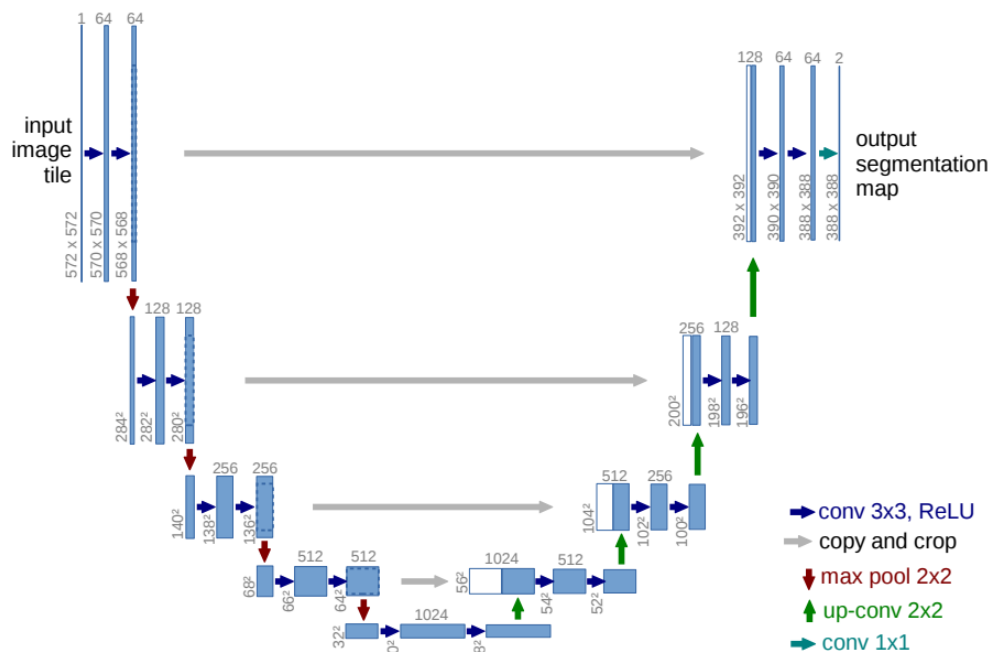 1 64 64
128 64 64 2
input
image
tile
output
segmentation
map
572 x 572
570 x 570
568 x 568
392 x 392
390 x 390
388 x 388
388 x 388
128 128
256 128
284²
282²
280²
200²
198²
196²
256 256
512 256
140²
138²
136²
104²
102²
100²
512 512
1024 512
68²
66²
64²
56²
54²
52²
1024
32²
0²
8²
conv 3x3, ReLU
copy and crop
max pool 2x2
up-conv 2x2
conv 1x1